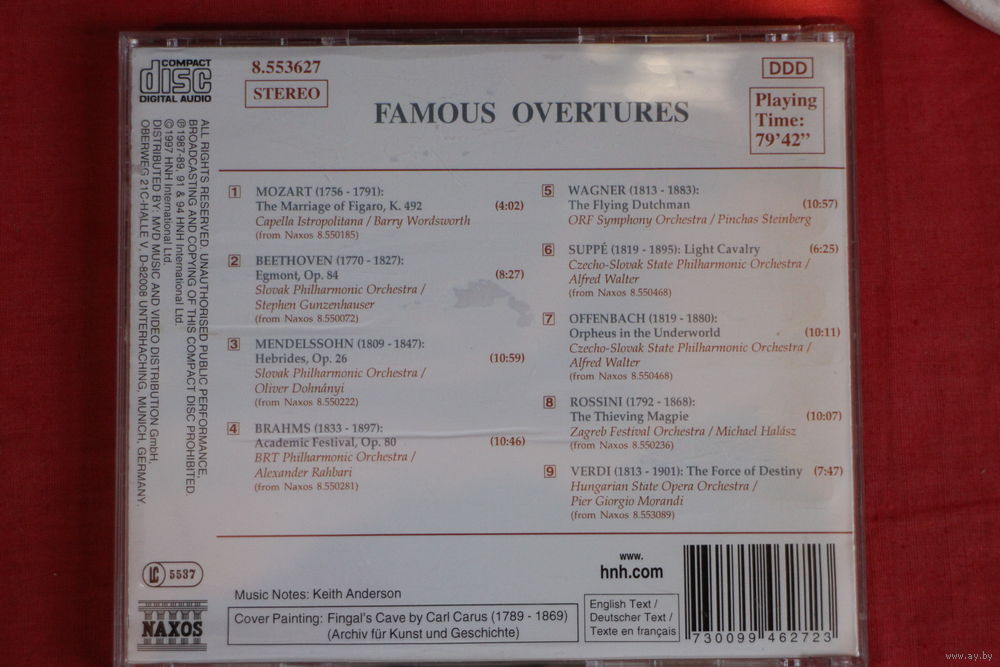 COMPACT
disc
DIGITAL AUDIO
8.553627
STEREO
FAMOUS OVERTURES
DDD
Playing
Time:
79'42"
ALL RIGHTS RESERVED. UNAUTHORISED PUBLIC PERFORMANCE,
BROADCASTING AND COPYING OF THIS COMPACT DISC PROHIBITED.
℗1987-89, 91 & 94 HNH International Ltd.
©1997 HNH International Ltd.
DISTRIBUTED BY: MVD MUSIC AND VIDEO DISTRIBUTION GmbH,
OBERWEG 21C-HALLE V, D-82008 UNTERHACHING, MUNICH, GERMANY.
1 MOZART (1756 - 1791):
The Marriage of Figaro, K. 492 (4:02)
Capella Istropolitana / Barry Wordsworth
(from Naxos 8.550185)
2 BEETHOVEN (1770 - 1827):
Egmont, Op. 84 (8:27)
Slovak Philharmonic Orchestra /
Stephen Gunzenhauser
(from Naxos 8.550072)
3 MENDELSSOHN (1809 - 1847):
Hebrides, Op. 26 (10:59)
Slovak Philharmonic Orchestra /
Oliver Dohnányi
(from Naxos 8.550222)
4 BRAHMS (1833 - 1897):
Academic Festival, Op. 80 (10:46)
BRT Philharmonic Orchestra /
Alexander Rahbari
(from Naxos 8.550281)
5 WAGNER (1813 - 1883):
The Flying Dutchman (10:57)
ORF Symphony Orchestra / Pinchas Steinberg
6 SUPPÉ (1819 - 1895): Light Cavalry (6:25)
Czecho-Slovak State Philharmonic Orchestra /
Alfred Walter
(from Naxos 8.550468)
7 OFFENBACH (1819 - 1880):
Orpheus in the Underworld (10:11)
Czecho-Slovak State Philharmonic Orchestra /
Alfred Walter
(from Naxos 8.550468)
8 ROSSINI (1792 - 1868):
The Thieving Magpie (10:07)
Zagreb Festival Orchestra / Michael Halász
(from Naxos 8.550236)
9 VERDI (1813 - 1901): The Force of Destiny (7:47)
Hungarian State Opera Orchestra /
Pier Giorgio Morandi
(from Naxos 8.553089)
LC 5537
NAXOS
Music Notes: Keith Anderson
Cover Painting: Fingal's Cave by Carl Carus (1789 - 1869)
(Archiv für Kunst und Geschichte)
www.
hnh.com
English Text /
Deutscher Text /
Texte en français
7 30099 46272 3
www.ay.by